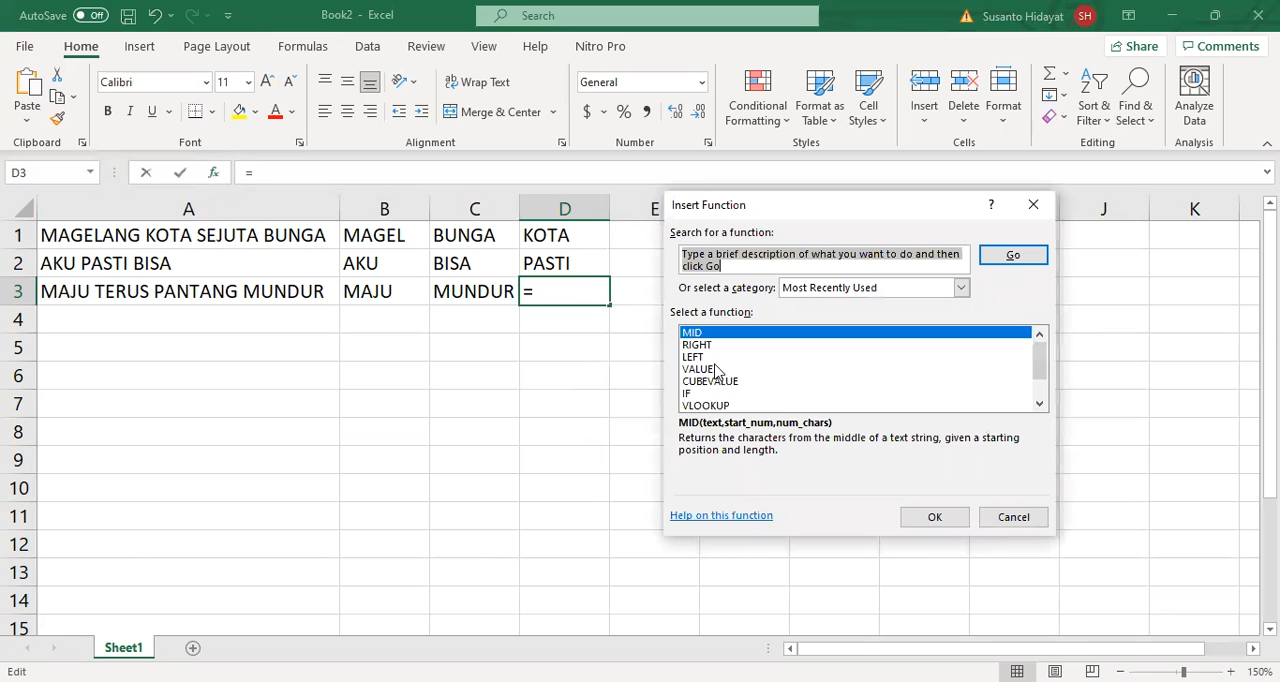 AutoSave Off Book2 - Excel Search Susanto Hidayat SH
File Home Insert Page Layout Formulas Data Review View Help Nitro Pro Share Comments
Paste Calibri 11 A A Wrap Text General Conditional Formatting Format as Table Cell Styles Insert Delete Format Sort & Filter Find & Select Analyze Data
B I U A Merge & Center $ % ,
Clipboard Font Alignment Number Styles Cells Editing Analysis
D3 fx =
A B C D E J K
1 MAGELANG KOTA SEJUTA BUNGA MAGEL BUNGA KOTA
2 AKU PASTI BISA AKU BISA PASTI
3 MAJU TERUS PANTANG MUNDUR MAJU MUNDUR =
4
5
6
7
8
9
10
11
12
13
14
15
Insert Function ?
Search for a function:
Type a brief description of what you want to do and then
click Go
Go
Or select a category: Most Recently Used
Select a function:
MID
RIGHT
LEFT
VALUE
CUBEVALUE
IF
VLOOKUP
MID(text,start_num,num_chars)
Returns the characters from the middle of a text string, given a starting
position and length.
Help on this function OK Cancel
Sheet1
Edit 150%